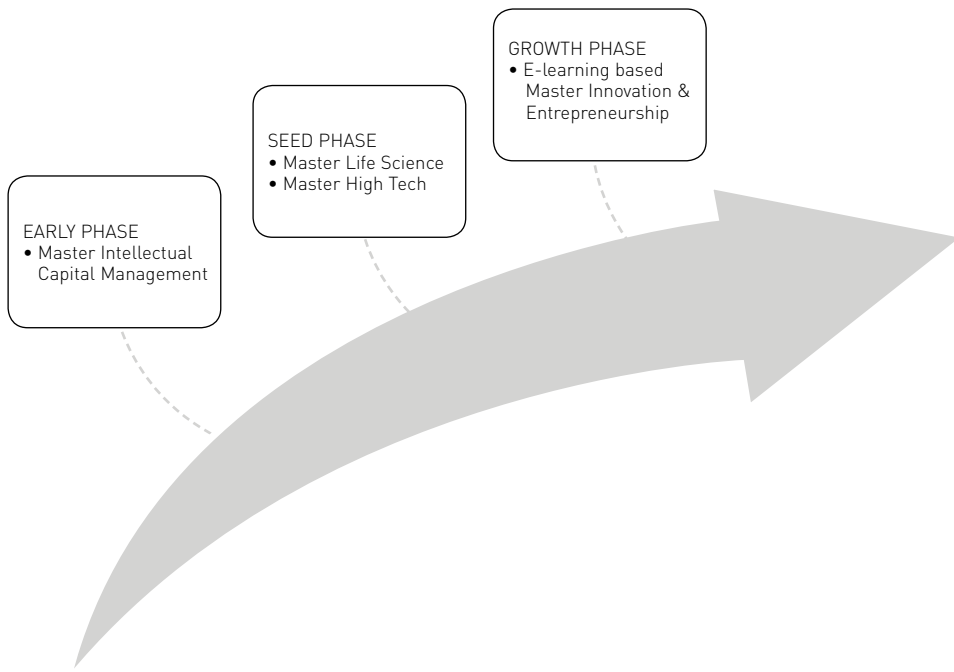 EARLY PHASE
• Master Intellectual
Capital Management
SEED PHASE
• Master Life Science
• Master High Tech
GROWTH PHASE
• E-learning based
Master Innovation &
Entrepreneurship